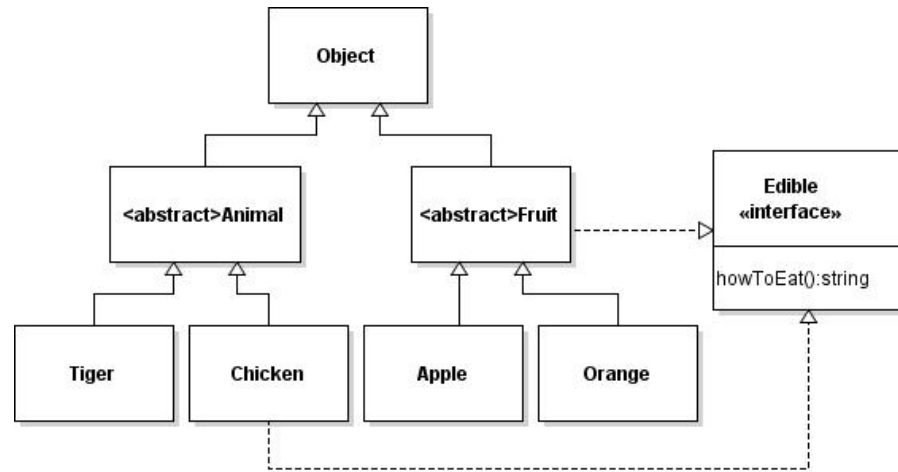 Object
<abstract>Animal
<abstract>Fruit
Edible
«interface»
howToEat():string
Tiger
Chicken
Apple
Orange